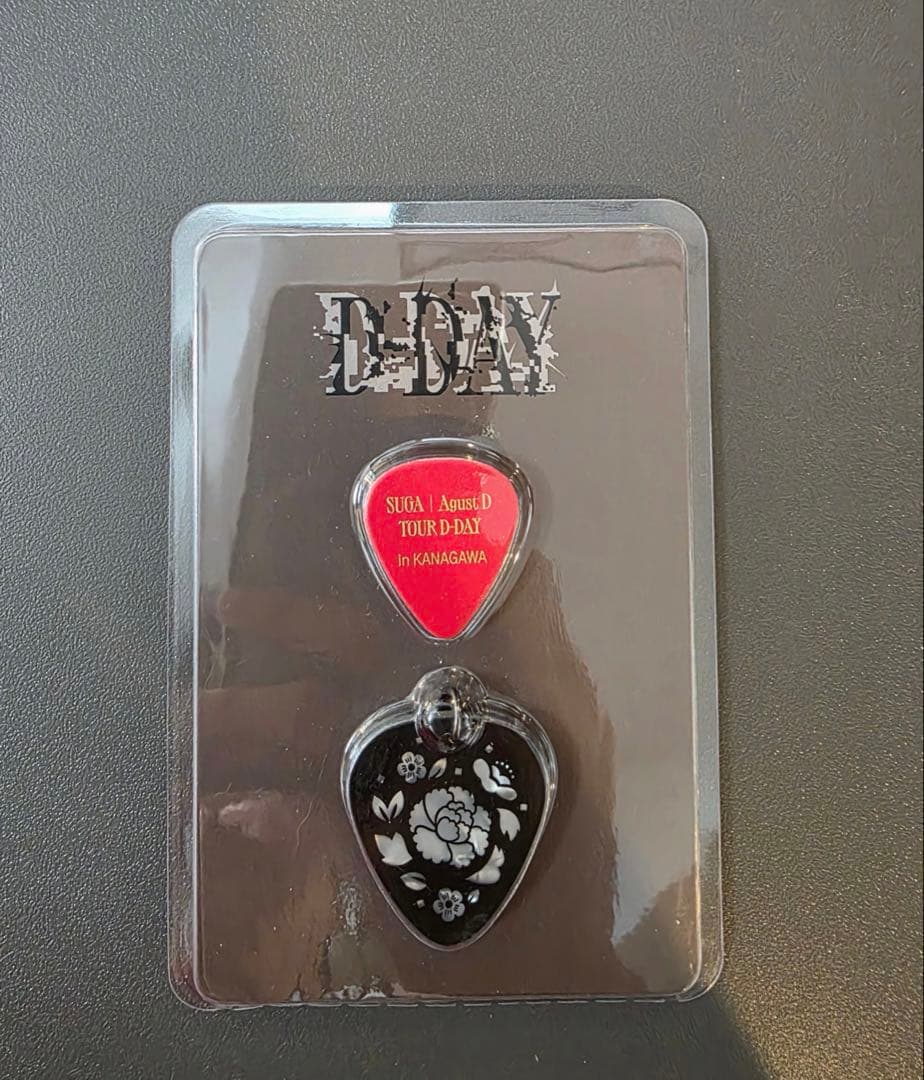 D-DAY
SUGA | Agust D
TOUR D-DAY
in KANAGAWA